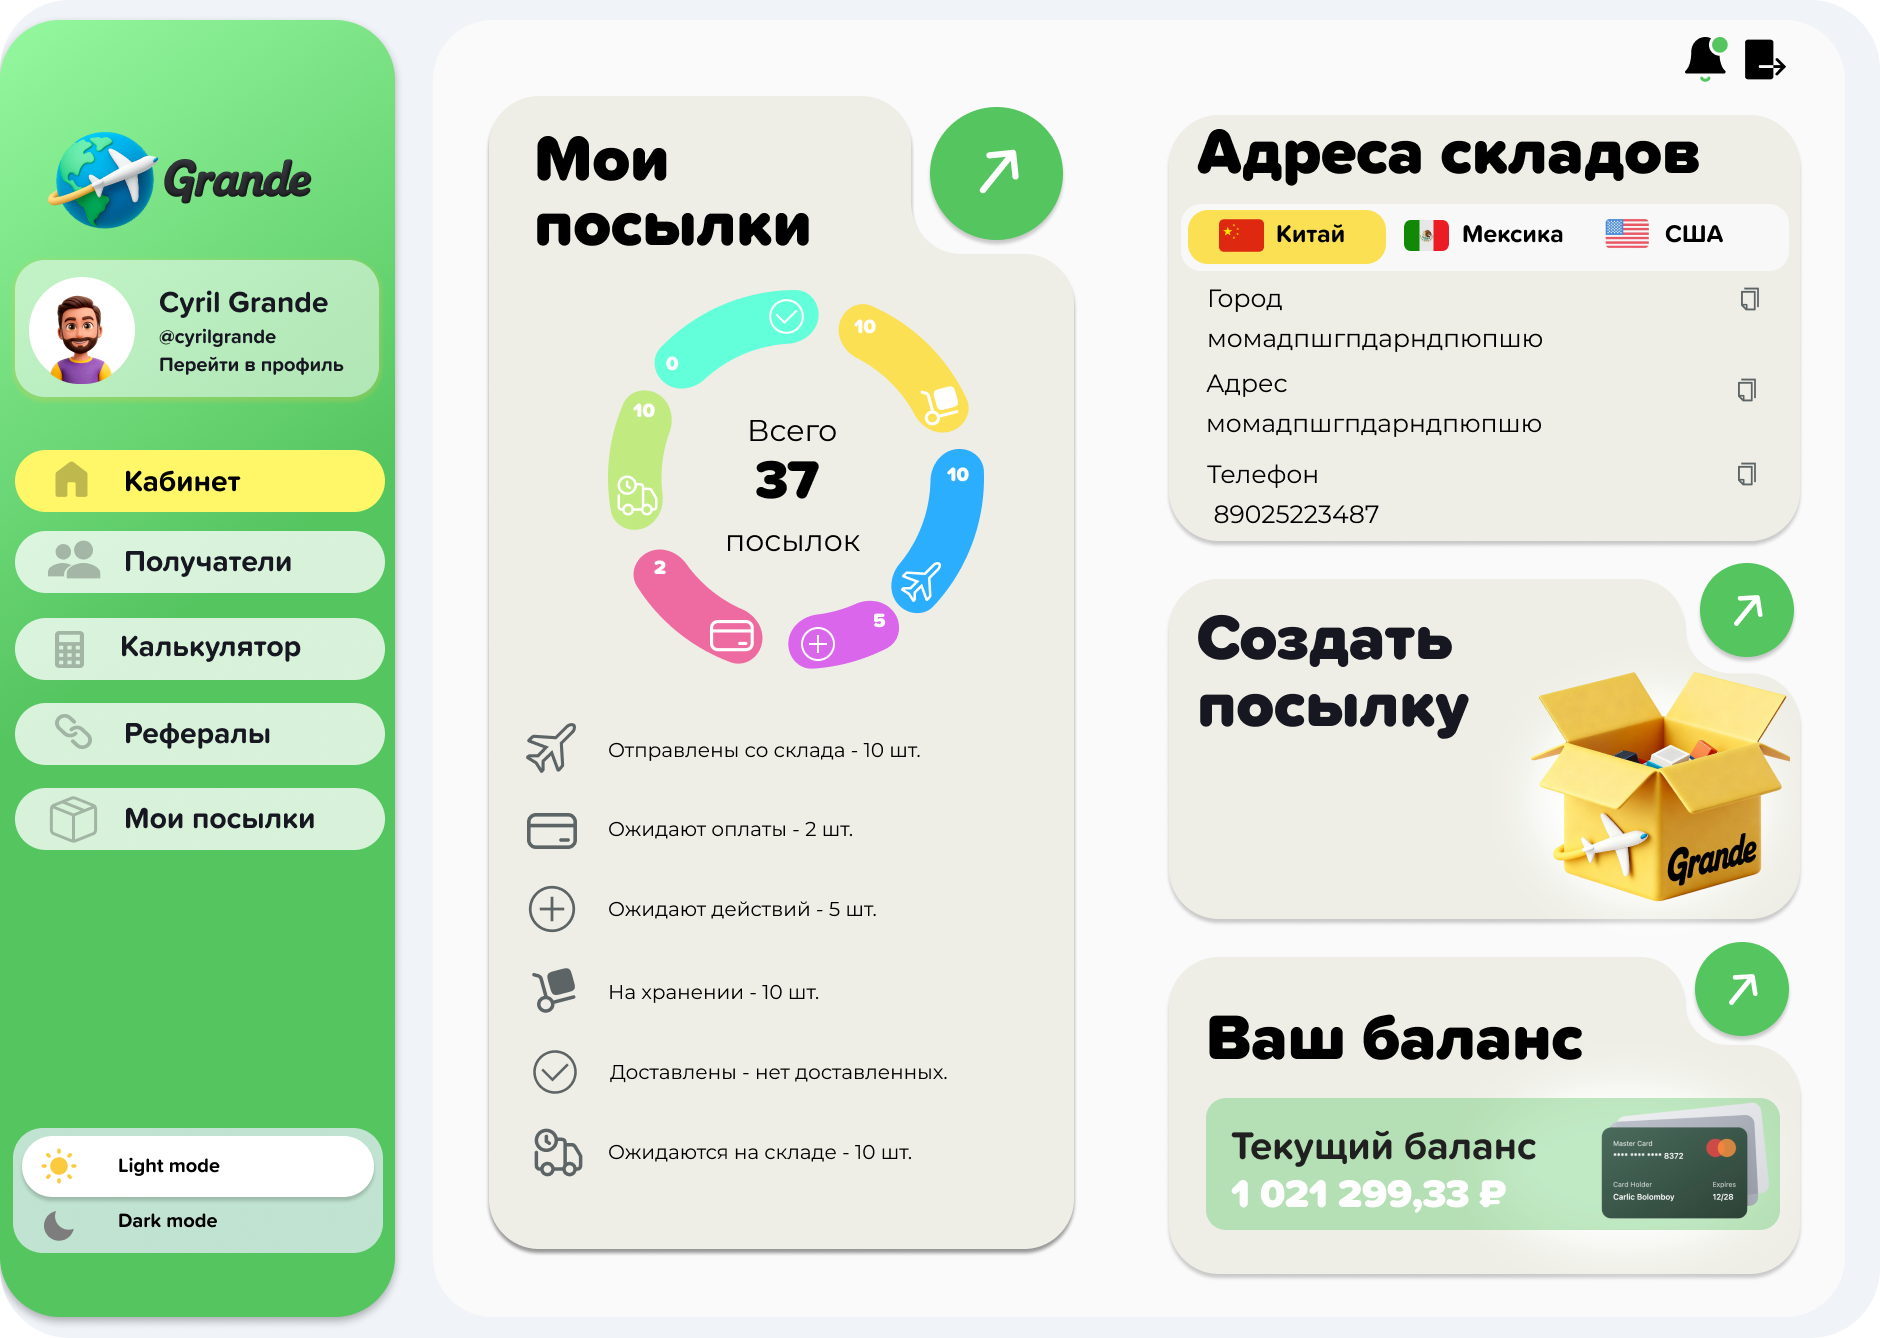 Grande
Cyril Grande
@cyrilgrande
Перейти в профиль
Кабинет
Получатели
Калькулятор
Рефералы
Мои посылки
Light mode
Dark mode
Мои
посылки
0
10
10
10
2
5
Всего
37
посылок
Отправлены со склада - 10 шт.
Ожидают оплаты - 2 шт.
Ожидают действий - 5 шт.
На хранении - 10 шт.
Доставлены - нет доставленных.
Ожидаются на складе - 10 шт.
Адреса складов
Китай
Мексика
США
Город
момадпшгпдарндпюпшю
Адрес
момадпшгпдарндпюпшю
Телефон
89025223487
Создать
посылку
Grande
Ваш баланс
Текущий баланс
1 021 299,33 ₽
Master Card
**** **** **** 8372
Card Holder
Expires
Carlic Bolomboy
12/28